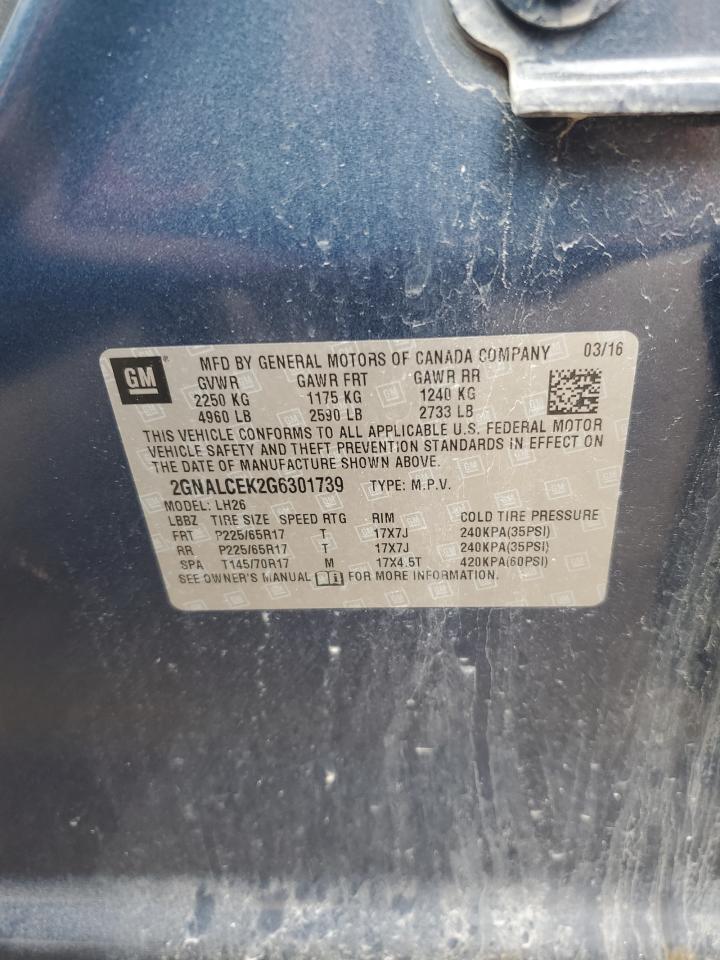 GM ® MFD BY GENERAL MOTORS OF CANADA COMPANY 03/16
GVWR GAWR FRT GAWR RR
2250 KG 1175 KG 1240 KG
4960 LB 2590 LB 2733 LB
THIS VEHICLE CONFORMS TO ALL APPLICABLE U.S. FEDERAL MOTOR
VEHICLE SAFETY AND THEFT PREVENTION STANDARDS IN EFFECT ON
THE DATE OF MANUFACTURE SHOWN ABOVE.
2GNALCEK2G6301739 TYPE: M.P.V.
MODEL: LH26
LBBZ TIRE SIZE SPEED RTG RIM COLD TIRE PRESSURE
FRT P225/65R17 T 17X7J 240KPA(35PSI)
RR P225/65R17 T 17X7J 240KPA(35PSI)
SPA T145/70R17 M 17X4.5T 420KPA(60PSI)
SEE OWNER'S MANUAL FOR MORE INFORMATION.